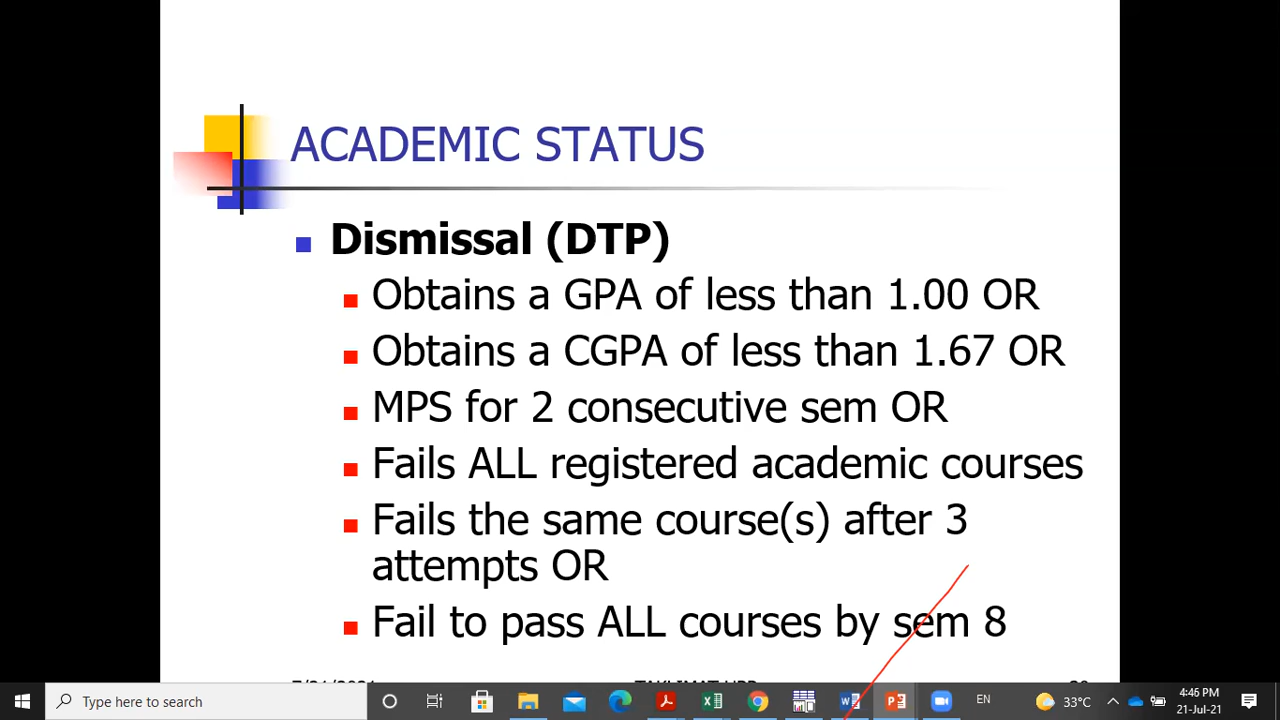 ACADEMIC STATUS
Dismissal (DTP)
Obtains a GPA of less than 1.00 OR
Obtains a CGPA of less than 1.67 OR
MPS for 2 consecutive sem OR
Fails ALL registered academic courses
Fails the same course(s) after 3
attempts OR
Fail to pass ALL courses by sem 8
Type here to search
EN
33°C
4:46 PM
21-Jul-21